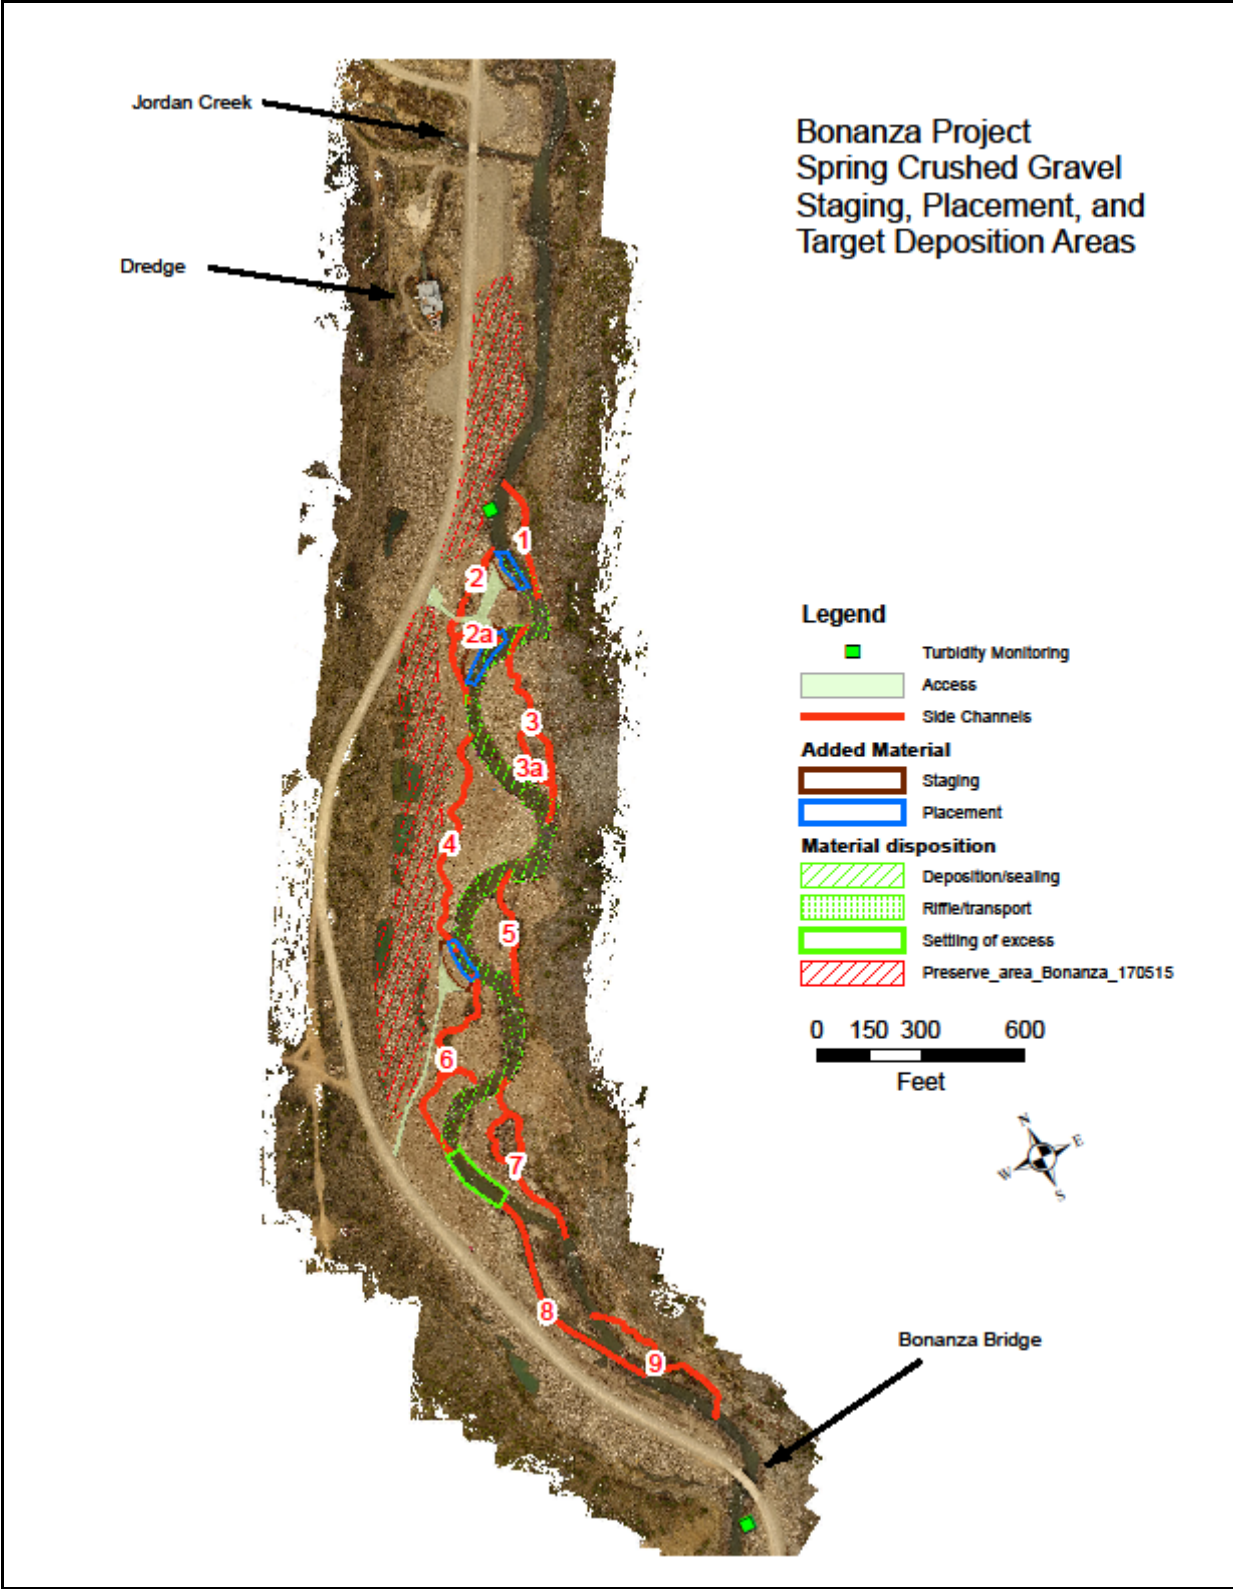 Jordan Creek
Bonanza Project
Spring Crushed Gravel
Staging, Placement, and
Target Deposition Areas
Dredge
1
2
2a
3
3a
4
5
6
7
8
9
Legend
Turbidity Monitoring
Access
Side Channels
Added Material
Staging
Placement
Material disposition
Deposition/sealing
Riffle/transport
Settling of excess
Preserve_area_Bonanza_170515
0 150 300 600
Feet
N
E
W
S
Bonanza Bridge